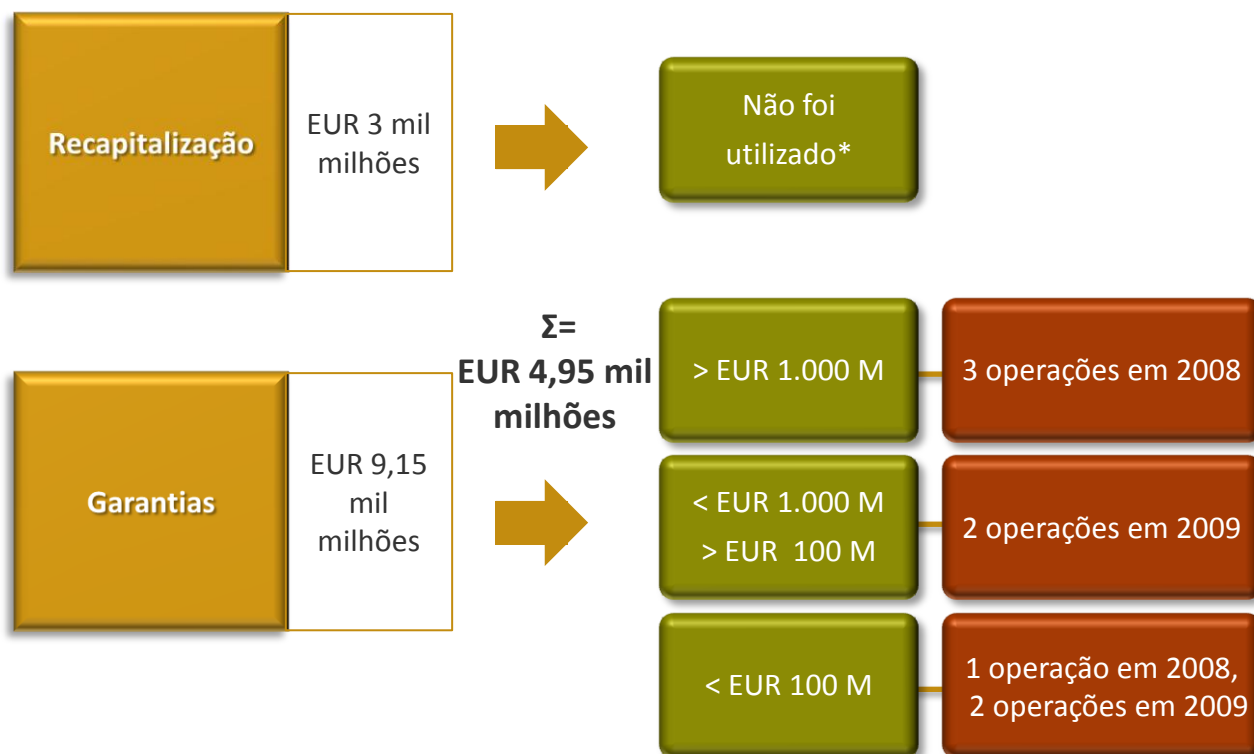 Recapitalização
EUR 3 mil
milhões
Não foi
utilizado*
Garantias
EUR 9,15
mil
milhões
Σ=
EUR 4,95 mil
milhões
> EUR 1.000 M
3 operações em 2008
< EUR 1.000 M
> EUR 100 M
2 operações em 2009
< EUR 100 M
1 operação em 2008,
2 operações em 2009